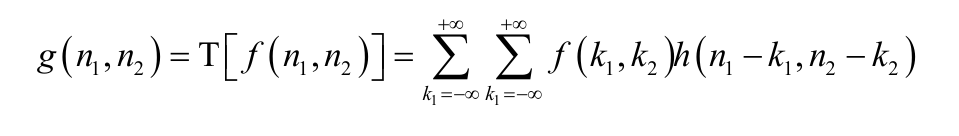 g(n₁,n₂)=T[f(n₁,n₂)]= ∑_{k₁=−∞}^{+∞} ∑_{k₁=−∞}^{+∞} f(k₁,k₂)h(n₁−k₁,n₂−k₂)